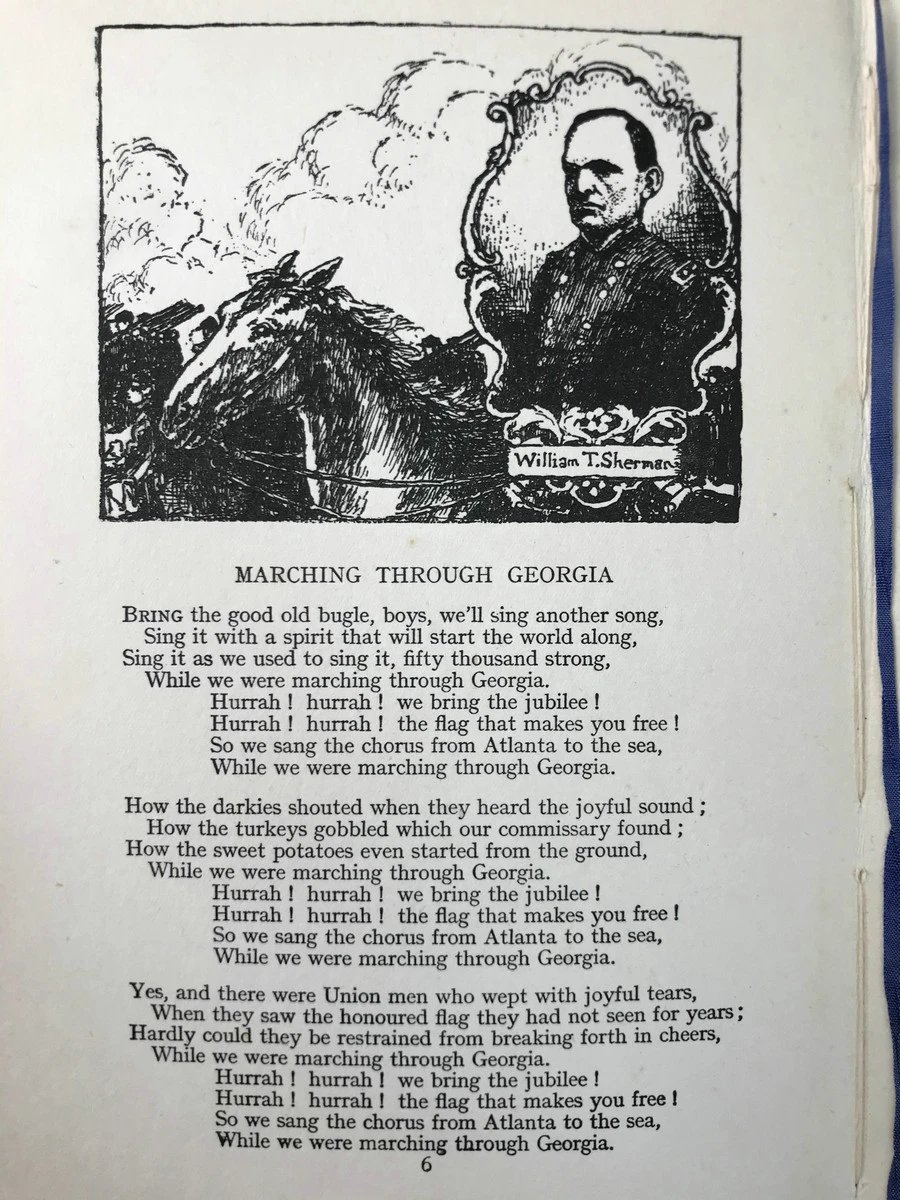 William T. Sherman
MARCHING THROUGH GEORGIA
BRING the good old bugle, boys, we'll sing another song,
Sing it with a spirit that will start the world along,
Sing it as we used to sing it, fifty thousand strong,
While we were marching through Georgia.
Hurrah ! hurrah ! we bring the jubilee !
Hurrah ! hurrah ! the flag that makes you free !
So we sang the chorus from Atlanta to the sea,
While we were marching through Georgia.
How the darkies shouted when they heard the joyful sound ;
How the turkeys gobbled which our commissary found ;
How the sweet potatoes even started from the ground,
While we were marching through Georgia.
Hurrah ! hurrah ! we bring the jubilee !
Hurrah ! hurrah ! the flag that makes you free !
So we sang the chorus from Atlanta to the sea,
While we were marching through Georgia.
Yes, and there were Union men who wept with joyful tears,
When they saw the honoured flag they had not seen for years ;
Hardly could they be restrained from breaking forth in cheers,
While we were marching through Georgia.
Hurrah ! hurrah ! we bring the jubilee !
Hurrah ! hurrah ! the flag that makes you free !
So we sang the chorus from Atlanta to the sea,
While we were marching through Georgia.
6